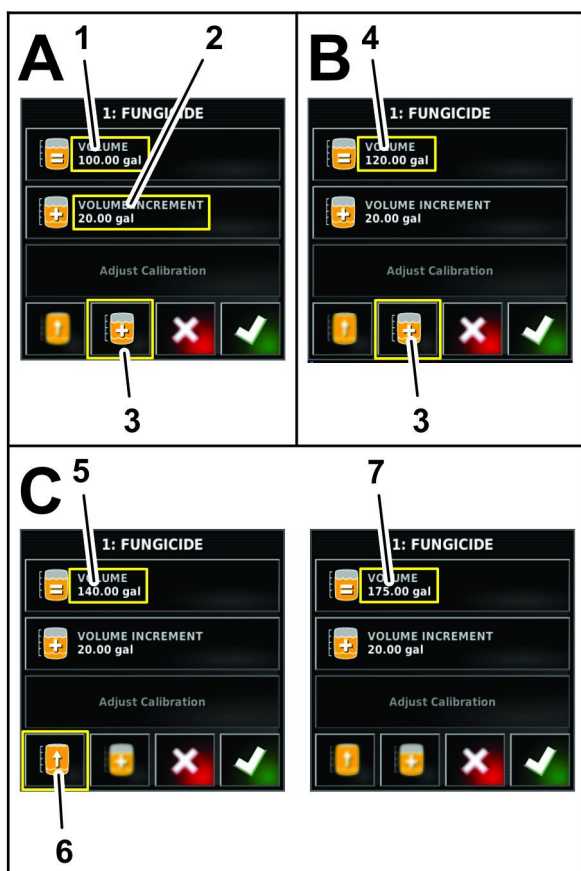 A
1
2
1: FUNGICIDE
VOLUME
100.00 gal
VOLUME INCREMENT
20.00 gal
Adjust Calibration
3
B
4
1: FUNGICIDE
VOLUME
120.00 gal
VOLUME INCREMENT
20.00 gal
Adjust Calibration
3
C
5
7
1: FUNGICIDE
VOLUME
140.00 gal
VOLUME INCREMENT
20.00 gal
Adjust Calibration
6
1: FUNGICIDE
VOLUME
175.00 gal
VOLUME INCREMENT
20.00 gal
Adjust Calibration